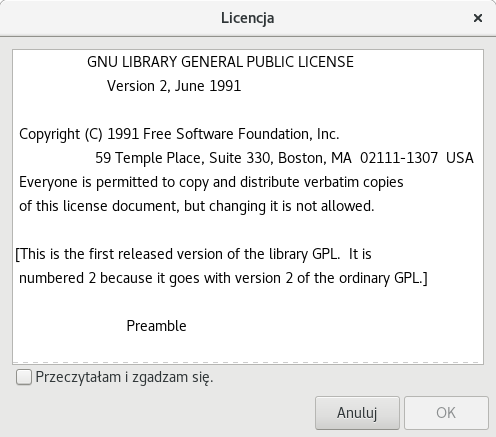 Licencja
GNU LIBRARY GENERAL PUBLIC LICENSE
Version 2, June 1991
Copyright (C) 1991 Free Software Foundation, Inc.
59 Temple Place, Suite 330, Boston, MA  02111-1307  USA
Everyone is permitted to copy and distribute verbatim copies
of this license document, but changing it is not allowed.
[This is the first released version of the library GPL.  It is
numbered 2 because it goes with version 2 of the ordinary GPL.]
Preamble
Przeczytałam i zgadzam się.
Anuluj
OK